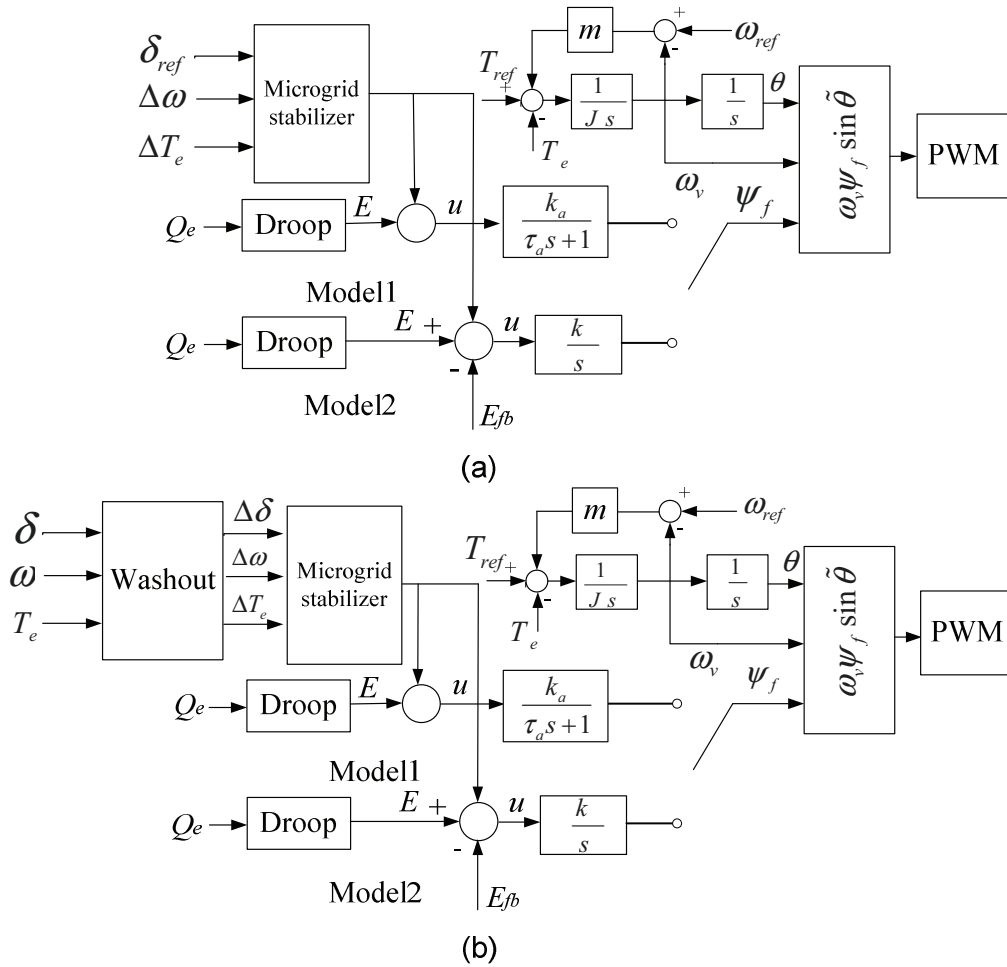 δref
Δω
ΔTe
Microgrid
stabilizer
Tref
+
-
Te
m
+
-
ωref
1
J s
1
s
θ
ωv
ψf
ωvψf sin θ̃
PWM
Qe
Droop
E
u
ka
τas+1
Model1
Qe
Droop
E +
-
u
k
s
Model2
Efb
(a)
δ
ω
Te
Washout
Δδ
Δω
ΔTe
Microgrid
stabilizer
Tref+
-
Te
m
+
-
ωref
1
J s
1
s
θ
ωv
ψf
ωvψf sin θ̃
PWM
Qe
Droop
E
u
ka
τas+1
Model1
Qe
Droop
E +
-
u
k
s
Model2
Efb
(b)